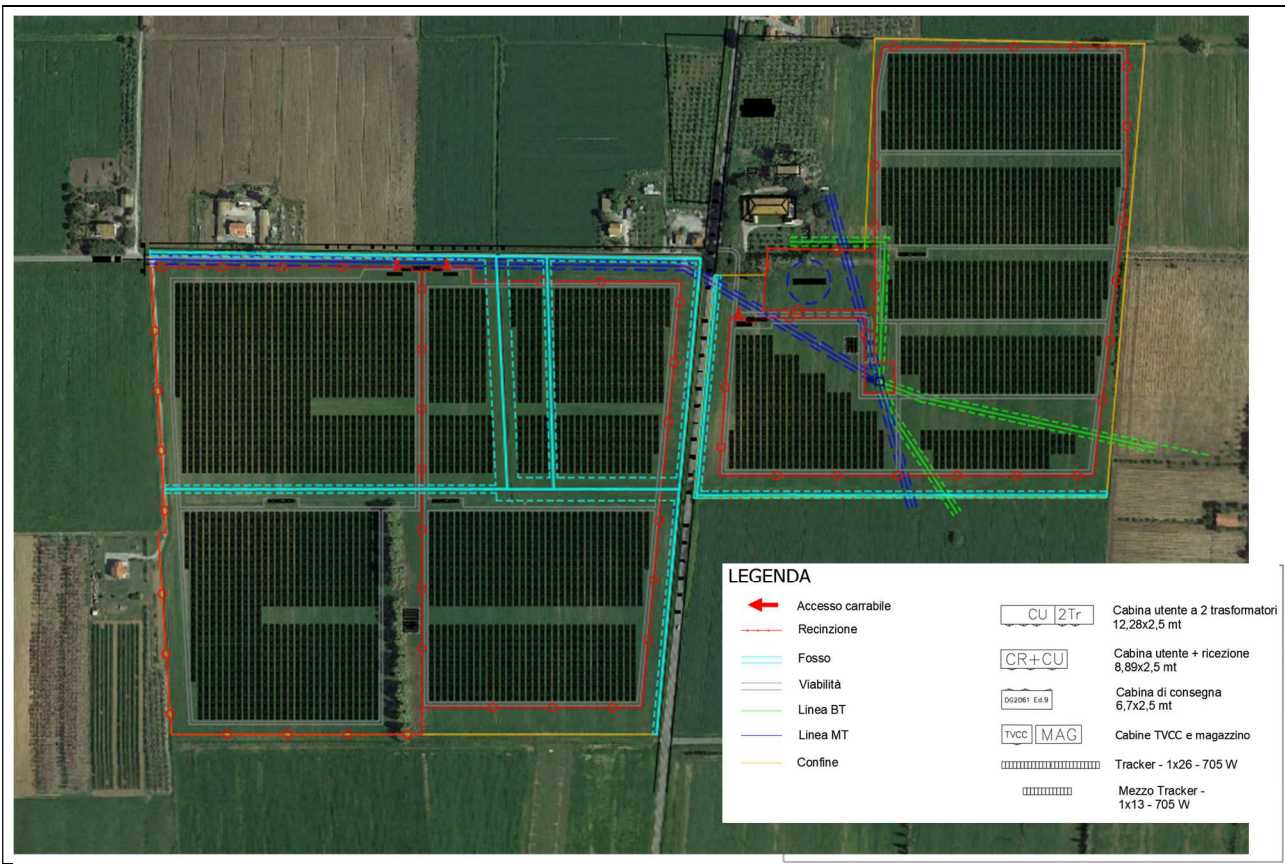 LEGENDA
Accesso carrabile
Recinzione
Fosso
Viabilità
Linea BT
Linea MT
Confine
CU 2Tr
Cabina utente a 2 trasformatori
12,28x2,5 mt
CR+CU
Cabina utente + ricezione
8,89x2,5 mt
DG2061 Ed.9
Cabina di consegna
6,7x2,5 mt
TVCC MAG
Cabine TVCC e magazzino
Tracker - 1x26 - 705 W
Mezzo Tracker -
1x13 - 705 W